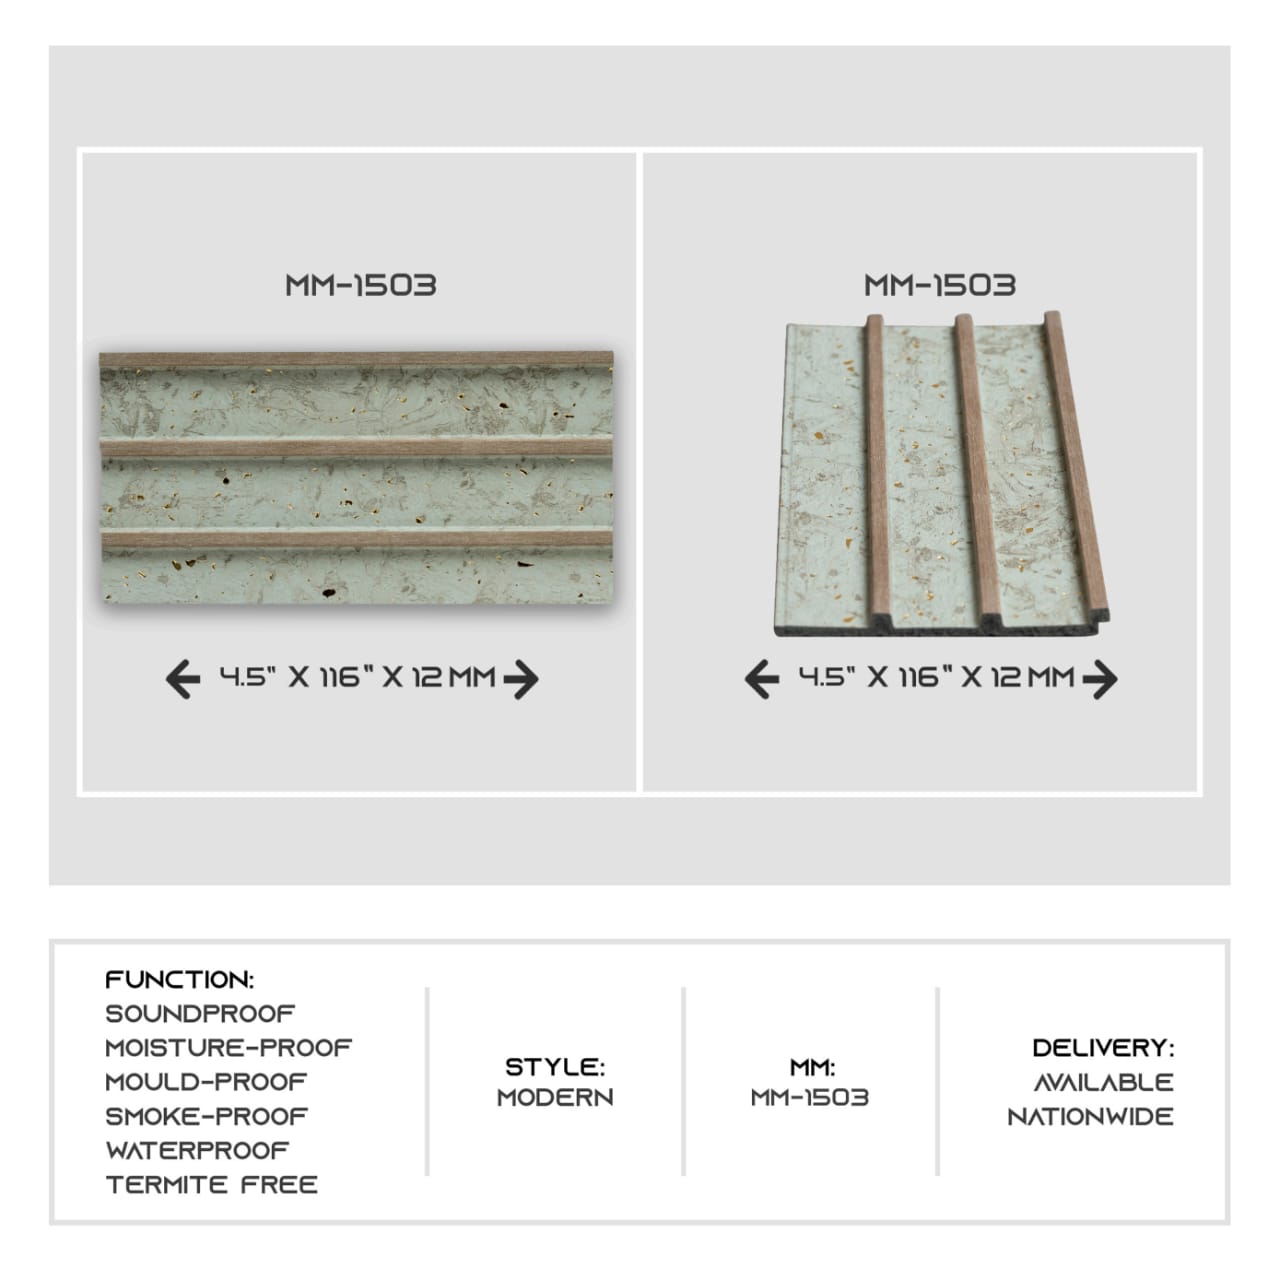 MM-1503
4.5" X 116" X 12 MM
MM-1503
4.5" X 116" X 12 MM
FUNCTION:
SOUNDPROOF
MOISTURE-PROOF
MOULD-PROOF
SMOKE-PROOF
WATERPROOF
TERMITE FREE
STYLE:
MODERN
MM:
MM-1503
DELIVERY:
AVAILABLE
NATIONWIDE